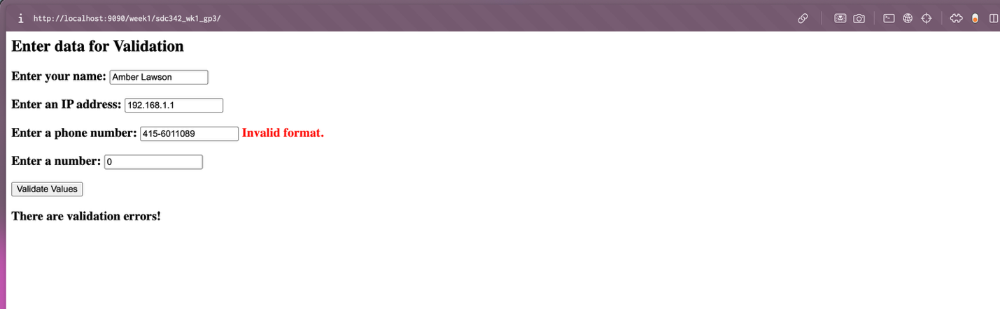 http://localhost:9090/week1/sdc342_wk1_gp3/
Enter data for Validation
Enter your name: Amber Lawson
Enter an IP address: 192.168.1.1
Enter a phone number: 415-6011089 Invalid format.
Enter a number: 0
Validate Values
There are validation errors!